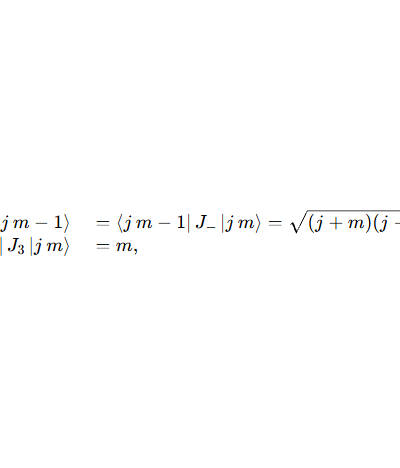 j m − 1⟩ = ⟨j m − 1| J₋ |j m⟩ = √(j + m)(j −
| J₃ |j m⟩ = m,